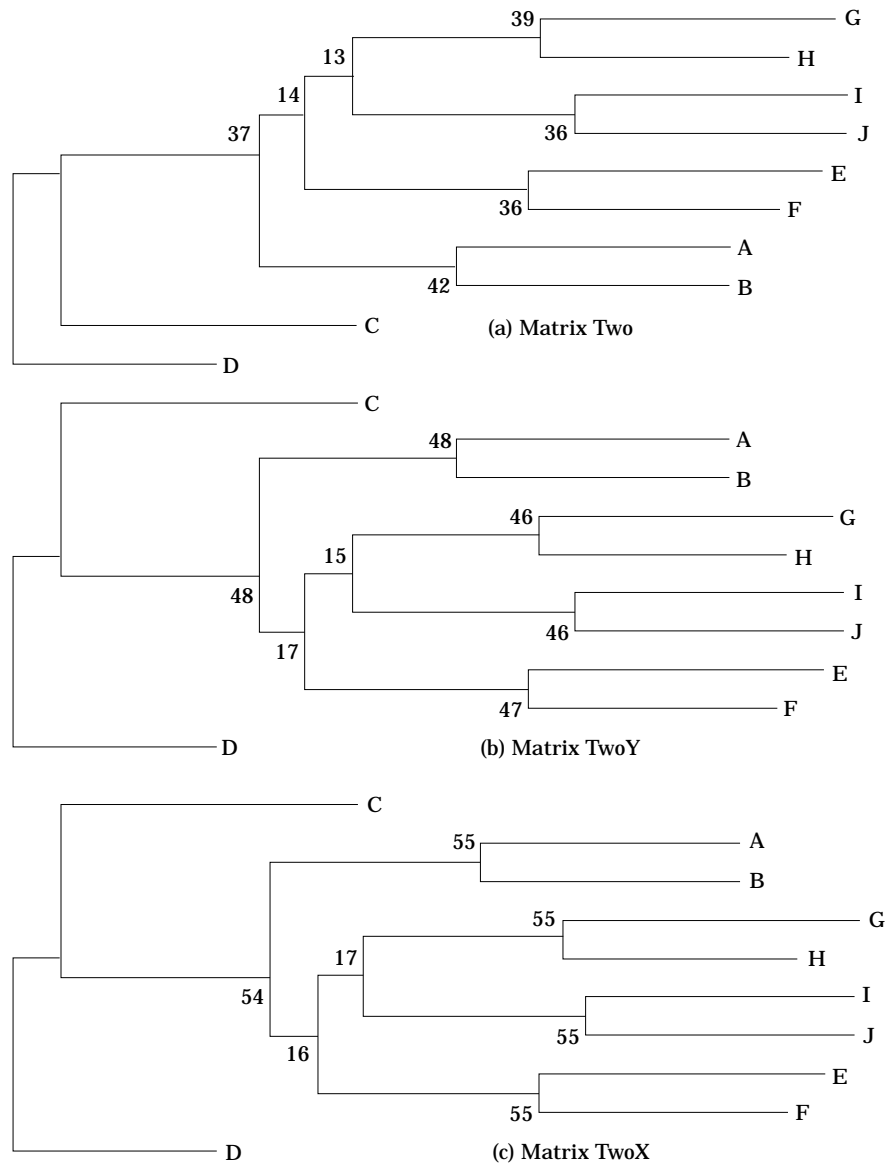 39
G
13
H
14
I
37
36
J
E
36
F
A
42
B
C
(a) Matrix Two
D
C
48
A
B
46
G
15
H
48
I
46
J
17
E
47
F
D
(b) Matrix TwoY
C
55
A
B
55
G
17
H
54
I
55
J
16
E
55
F
D
(c) Matrix TwoX